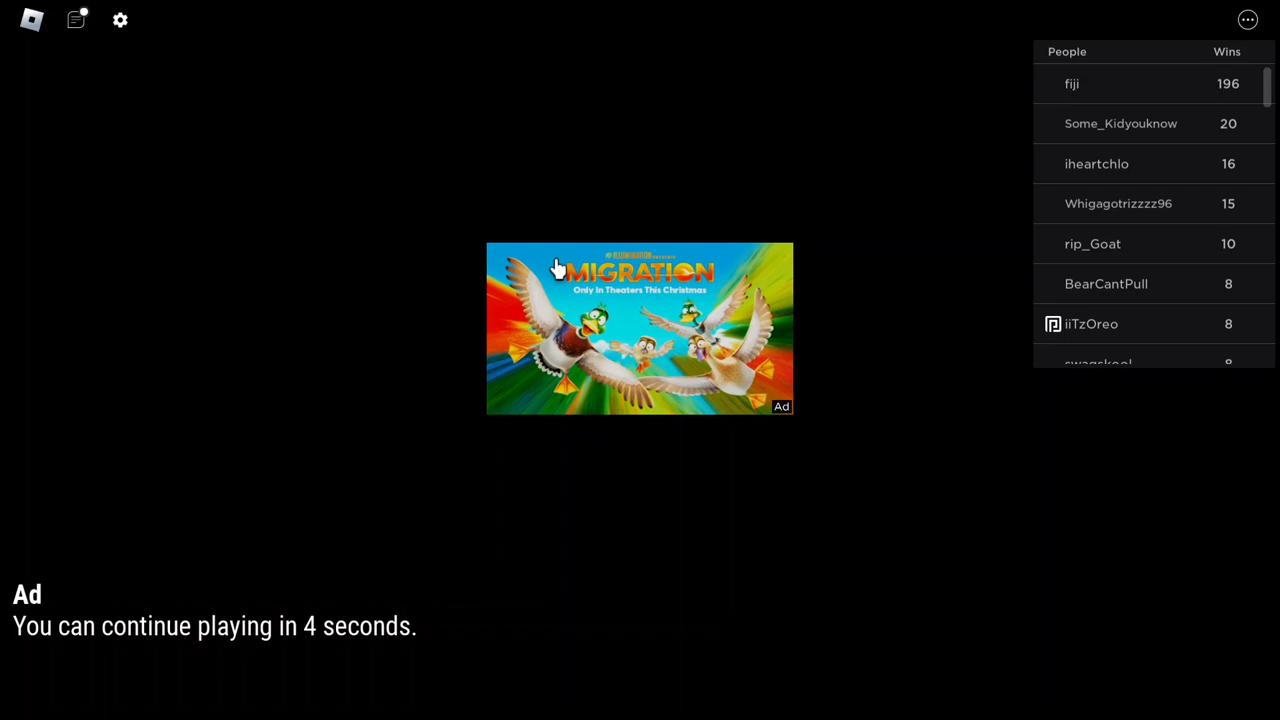 People Wins
fiji 196
Some_Kidyouknow 20
iheartchlo 16
Whigagotrizzzz96 15
rip_Goat 10
BearCantPull 8
iiTzOreo 8
MIGRATION
Only In Theaters This Christmas
Ad
Ad
You can continue playing in 4 seconds.